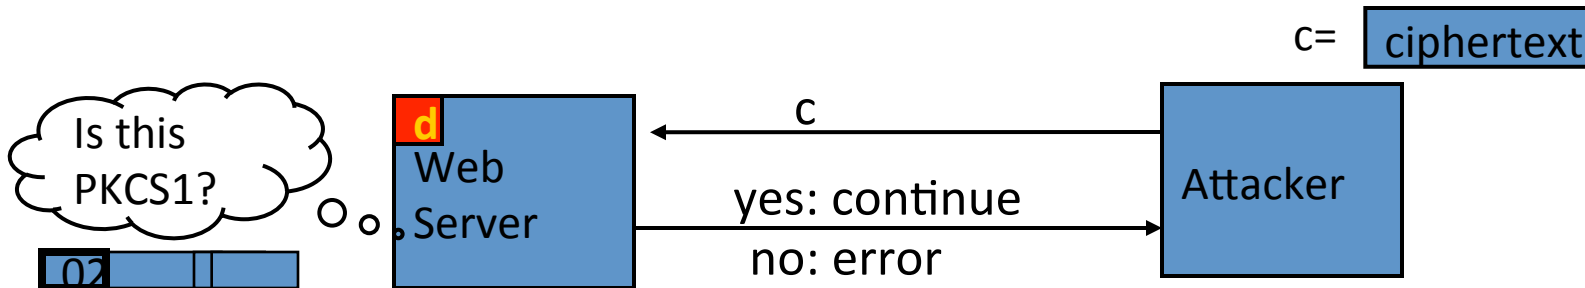 c= ciphertext
Is this
PKCS1?
d
Web
Server
c
yes: continue
no: error
Attacker
02